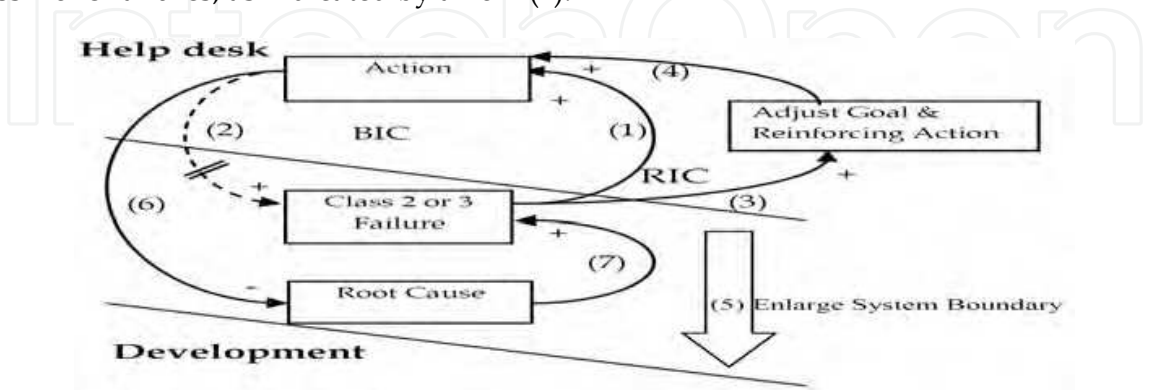 Help desk
Action
+
(4)
+
Adjust Goal &
Reinforcing Action
(2)
BIC
(1)
RIC
+
+
Class 2 or 3
Failure
(3)
(6)
+
(7)
-
Root Cause
(5) Enlarge System Boundary
Development